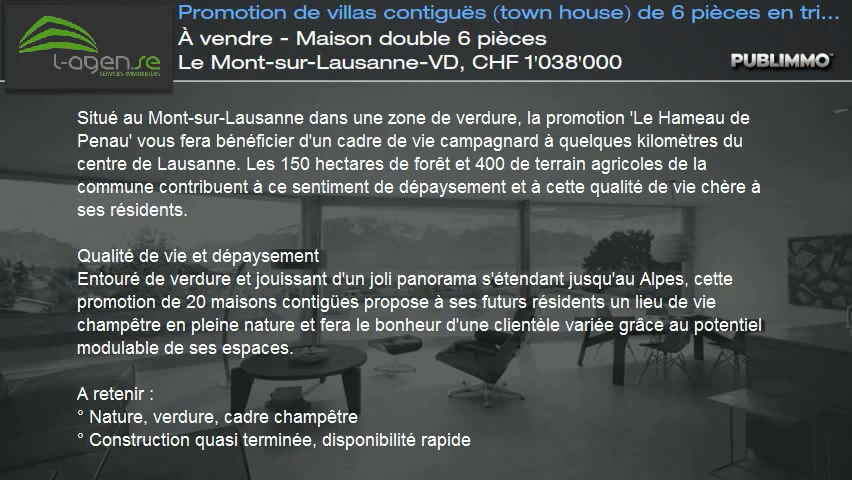 Promotion de villas contiguës (town house) de 6 pièces en tri...
À vendre - Maison double 6 pièces
Le Mont-sur-Lausanne-VD, CHF 1'038'000
l-agen.se
SERVICES IMMOBILIERS
PUBLIMMO
Situé au Mont-sur-Lausanne dans une zone de verdure, la promotion 'Le Hameau de
Penau' vous fera bénéficier d'un cadre de vie campagnard à quelques kilomètres du
centre de Lausanne. Les 150 hectares de forêt et 400 de terrain agricoles de la
commune contribuent à ce sentiment de dépaysement et à cette qualité de vie chère à
ses résidents.
Qualité de vie et dépaysement
Entouré de verdure et jouissant d'un joli panorama s'étendant jusqu'au Alpes, cette
promotion de 20 maisons contigües propose à ses futurs résidents un lieu de vie
champêtre en pleine nature et fera le bonheur d'une clientèle variée grâce au potentiel
modulable de ses espaces.
A retenir :
° Nature, verdure, cadre champêtre
° Construction quasi terminée, disponibilité rapide